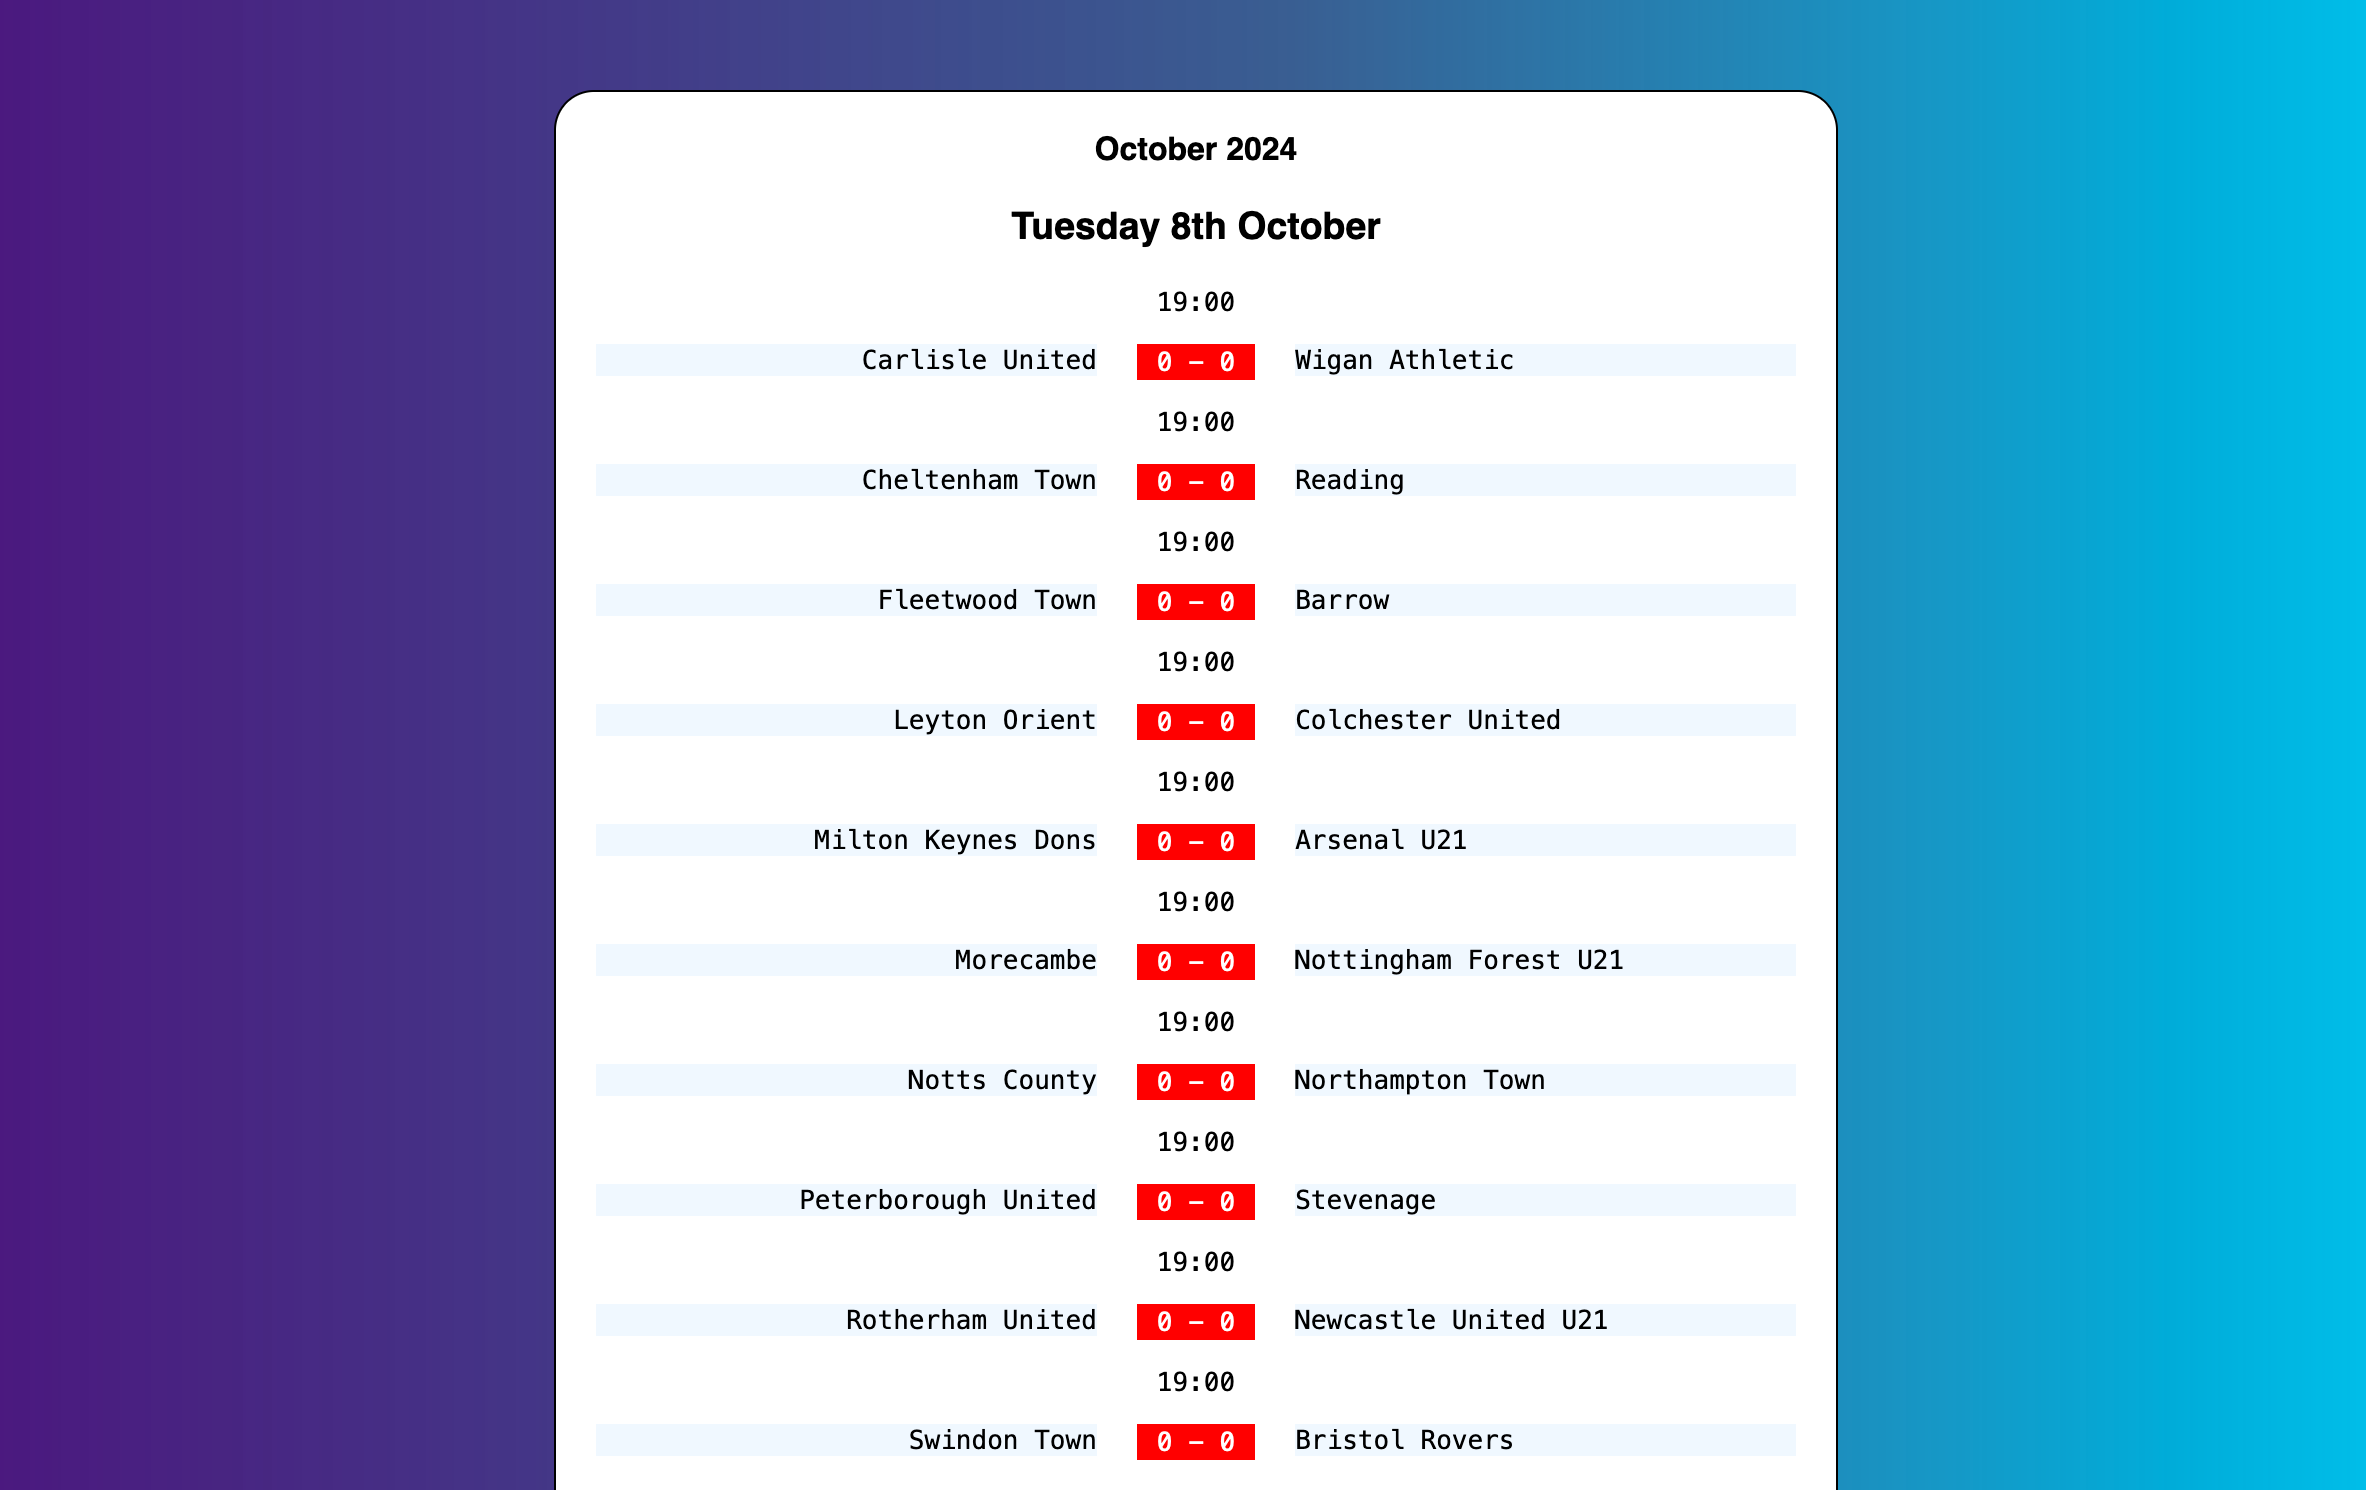 October 2024
Tuesday 8th October
19:00
Carlisle United 0 – 0 Wigan Athletic
19:00
Cheltenham Town 0 – 0 Reading
19:00
Fleetwood Town 0 – 0 Barrow
19:00
Leyton Orient 0 – 0 Colchester United
19:00
Milton Keynes Dons 0 – 0 Arsenal U21
19:00
Morecambe 0 – 0 Nottingham Forest U21
19:00
Notts County 0 – 0 Northampton Town
19:00
Peterborough United 0 – 0 Stevenage
19:00
Rotherham United 0 – 0 Newcastle United U21
19:00
Swindon Town 0 – 0 Bristol Rovers